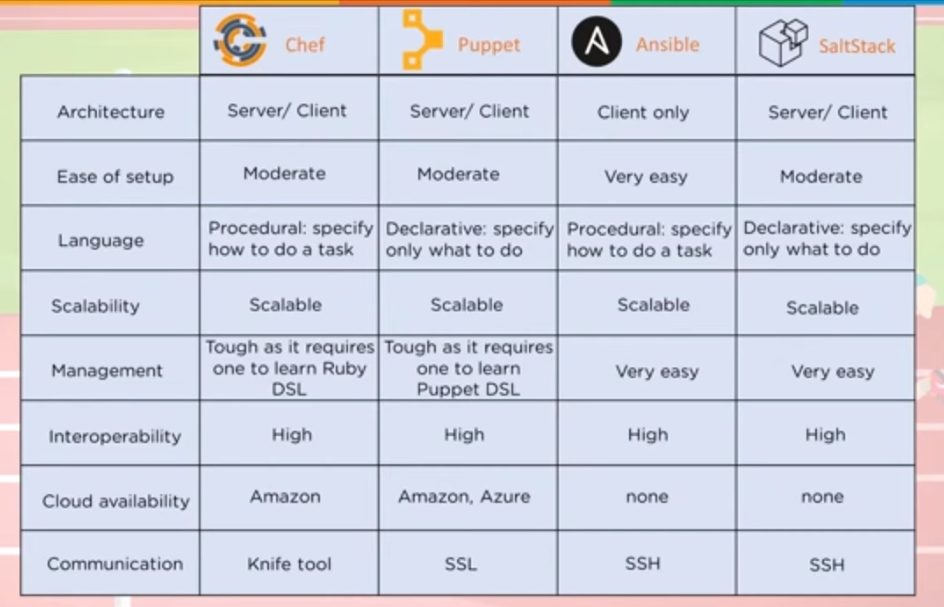 Chef Puppet Ansible SaltStack
Architecture Server/ Client Server/ Client Client only Server/ Client
Ease of setup Moderate Moderate Very easy Moderate
Language Procedural: specify how to do a task Declarative: specify only what to do Procedural: specify how to do a task Declarative: specify only what to do
Scalability Scalable Scalable Scalable Scalable
Management Tough as it requires one to learn Ruby DSL Tough as it requires one to learn Puppet DSL Very easy Very easy
Interoperability High High High High
Cloud availability Amazon Amazon, Azure none none
Communication Knife tool SSL SSH SSH